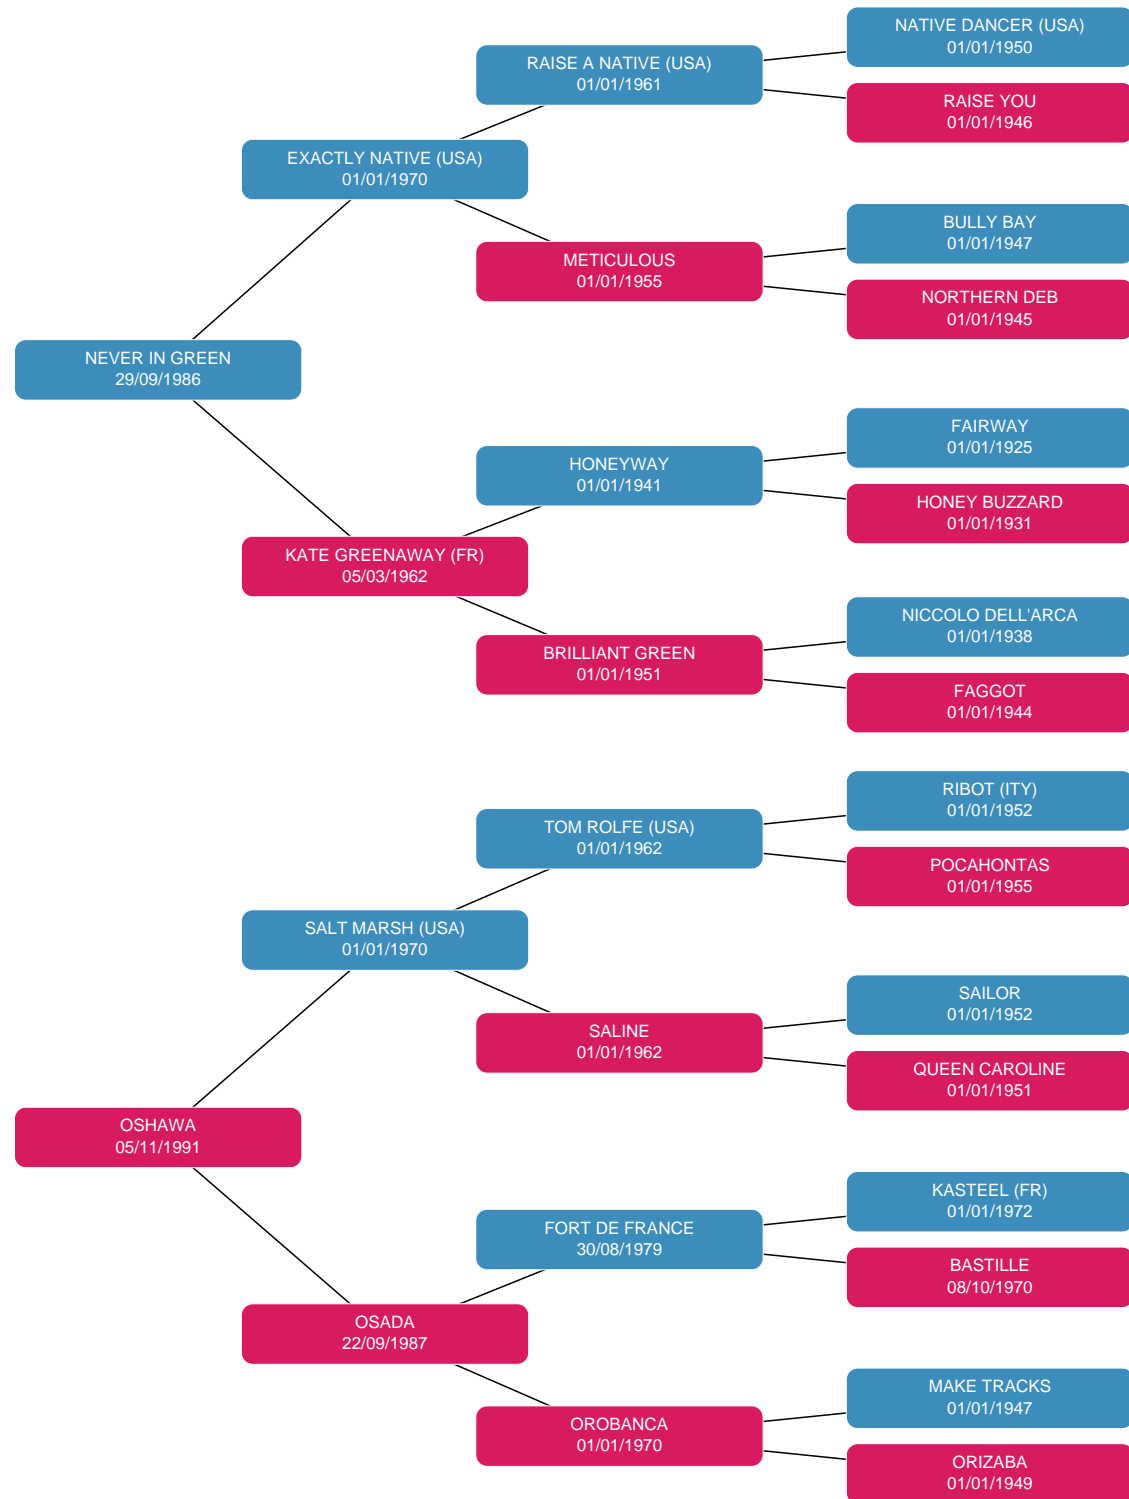 NATIVE DANCER (USA)
01/01/1950
RAISE A NATIVE (USA)
01/01/1961
RAISE YOU
01/01/1946
EXACTLY NATIVE (USA)
01/01/1970
BULLY BAY
01/01/1947
METICULOUS
01/01/1955
NORTHERN DEB
01/01/1945
NEVER IN GREEN
29/09/1986
FAIRWAY
01/01/1925
HONEYWAY
01/01/1941
HONEY BUZZARD
01/01/1931
KATE GREENAWAY (FR)
05/03/1962
NICCOLO DELL'ARCA
01/01/1938
BRILLIANT GREEN
01/01/1951
FAGGOT
01/01/1944
RIBOT (ITY)
01/01/1952
TOM ROLFE (USA)
01/01/1962
POCAHONTAS
01/01/1955
SALT MARSH (USA)
01/01/1970
SAILOR
01/01/1952
SALINE
01/01/1962
QUEEN CAROLINE
01/01/1951
OSHAWA
05/11/1991
KASTEEL (FR)
01/01/1972
FORT DE FRANCE
30/08/1979
BASTILLE
08/10/1970
OSADA
22/09/1987
MAKE TRACKS
01/01/1947
OROBANCA
01/01/1970
ORIZABA
01/01/1949